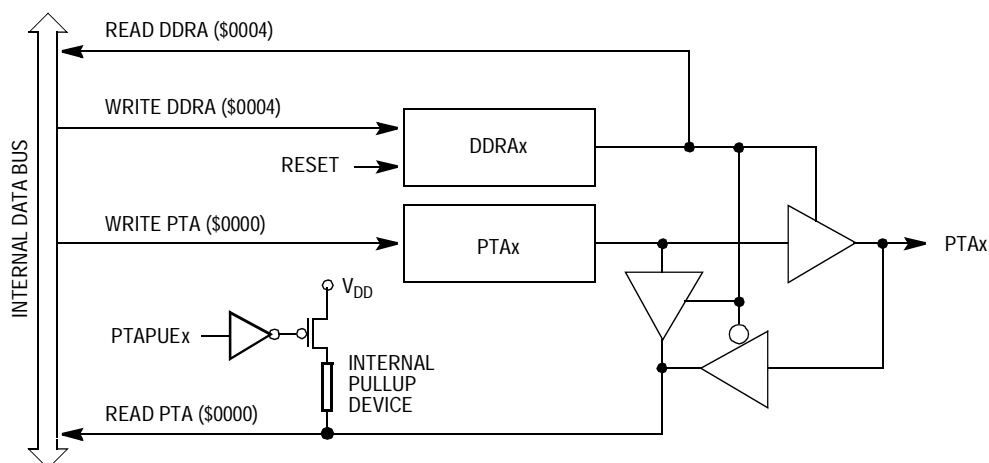 READ DDRA ($0004)
WRITE DDRA ($0004)
DDRAx
RESET
INTERNAL DATA BUS
WRITE PTA ($0000)
PTAx
PTAx
VDD
PTAPUEx
INTERNAL
PULLUP
DEVICE
READ PTA ($0000)